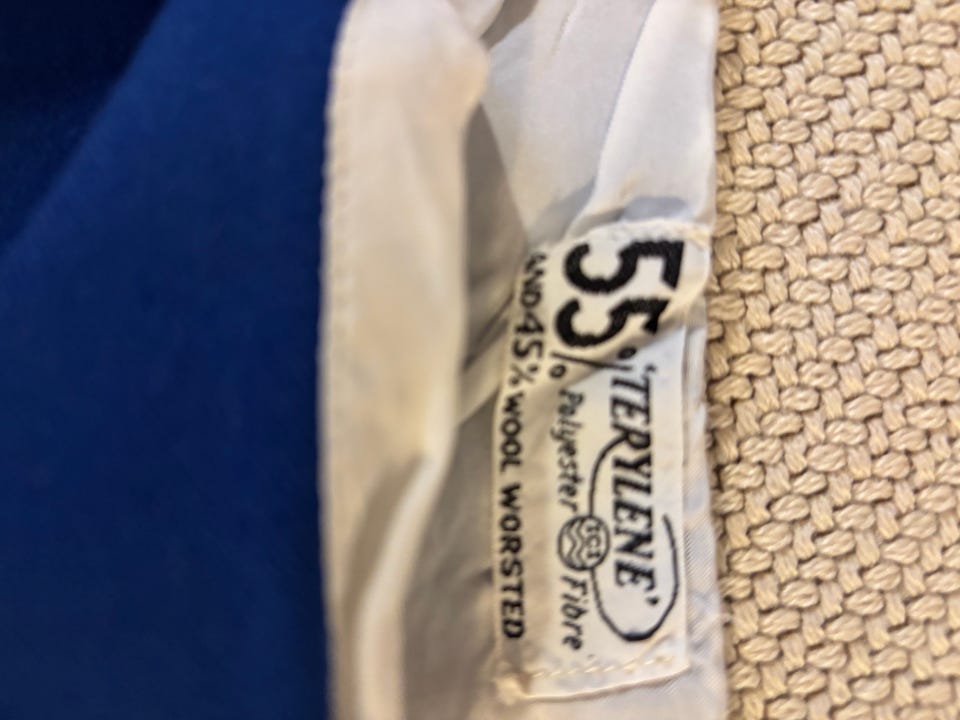 55% 'TERYLENE'
Polyester ICI Fibre
AND 45% WOOL WORSTED